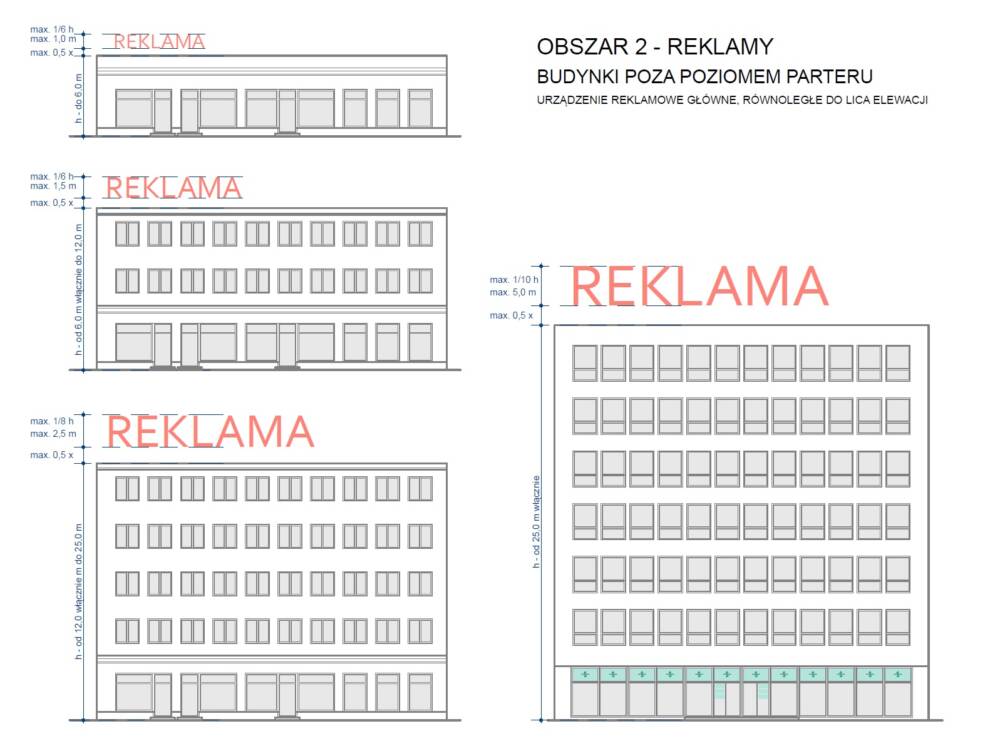 OBSZAR 2 - REKLAMY
BUDYNKI POZA POZIOMEM PARTERU
URZĄDZENIE REKLAMOWE GŁÓWNE, RÓWNOLEGŁE DO LICA ELEWACJI
max. 1/6 h
max. 1,0 m
max. 0,5 x
REKLAMA
h - do 6.0 m
max. 1/6 h
max. 1,5 m
max. 0,5 x
REKLAMA
h - od 6.0 m włącznie do 12.0 m
max. 1/8 h
max. 2,5 m
max. 0,5 x
REKLAMA
h - od 12.0 włącznie m do 25.0 m
max. 1/10 h
max. 5,0 m
max. 0,5 x
REKLAMA
h - od 25.0 m włącznie